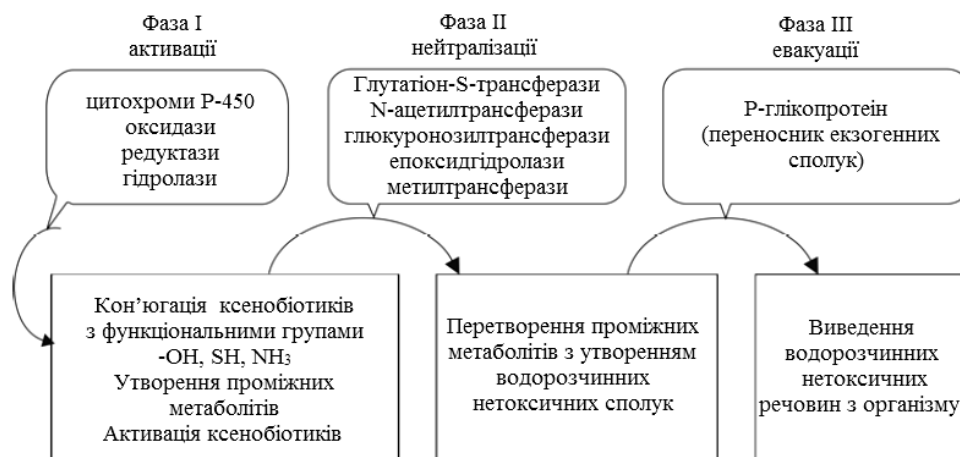 Фаза I
активації
Фаза II
нейтралізації
Фаза III
евакуації
цитохроми Р-450
оксидази
редуктази
гідролази
Глутатіон-S-трансферази
N-ацетилтрансферази
глюкуронозилтрансферази
епоксидгідролази
метилтрансферази
Р-глікопротеін
(переносник екзогенних
сполук)
Кон’югація ксенобіотиків
з функціональними групами
-OH, SH, NH₃
Утворення проміжних
метаболітів
Активація ксенобіотиків
Перетворення проміжних
метаболітів з утворенням
водорозчинних
нетоксичних сполук
Виведення
водорозчинних
нетоксичних
речовин з організму